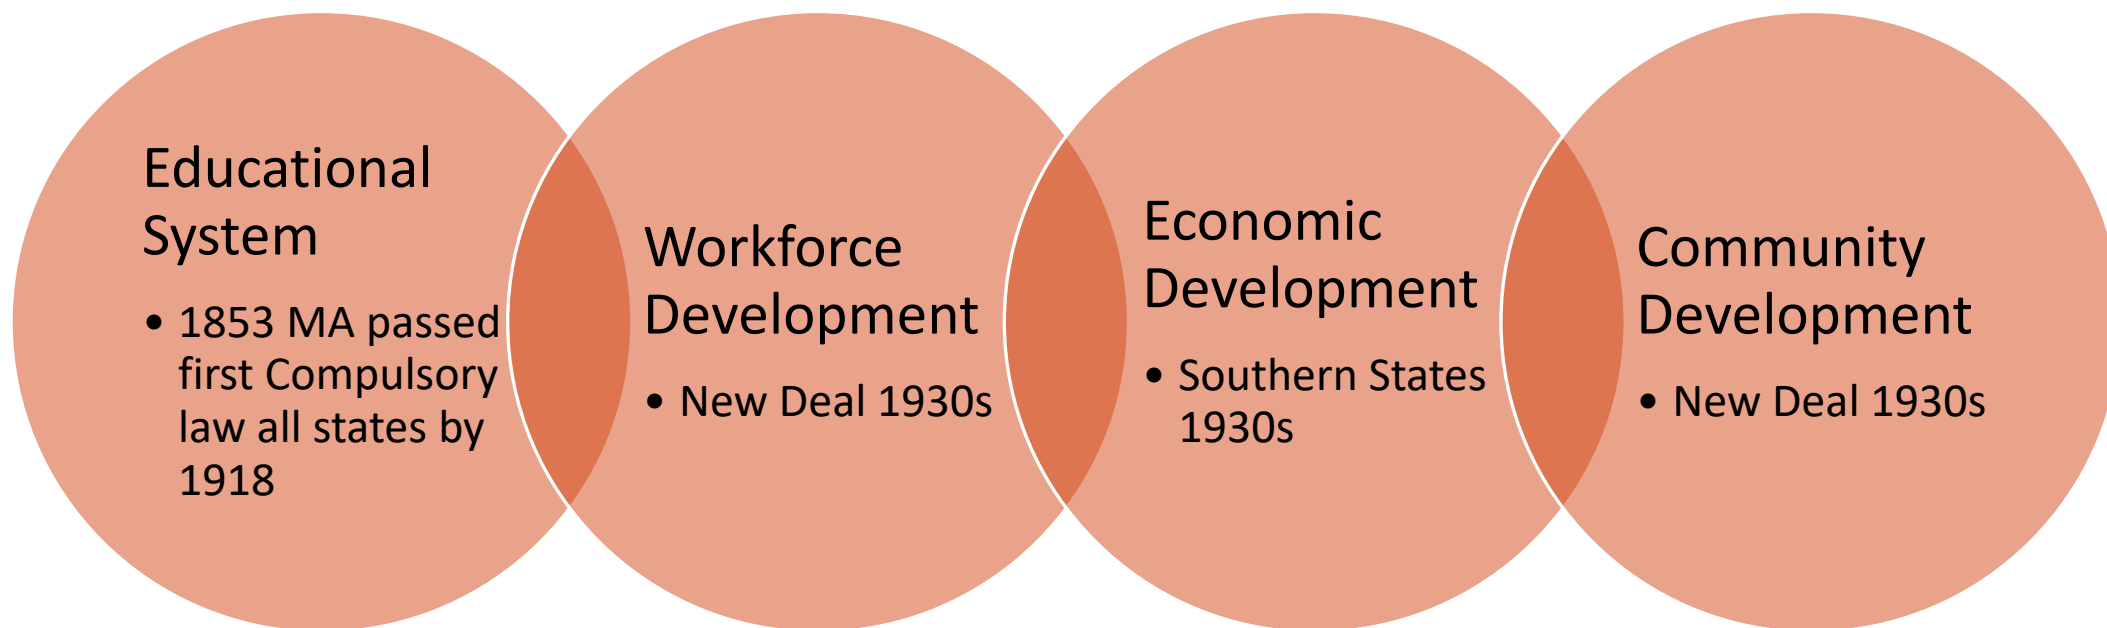 Educational
System
• 1853 MA passed
first Compulsory
law all states by
1918
Workforce
Development
• New Deal 1930s
Economic
Development
• Southern States
1930s
Community
Development
• New Deal 1930s